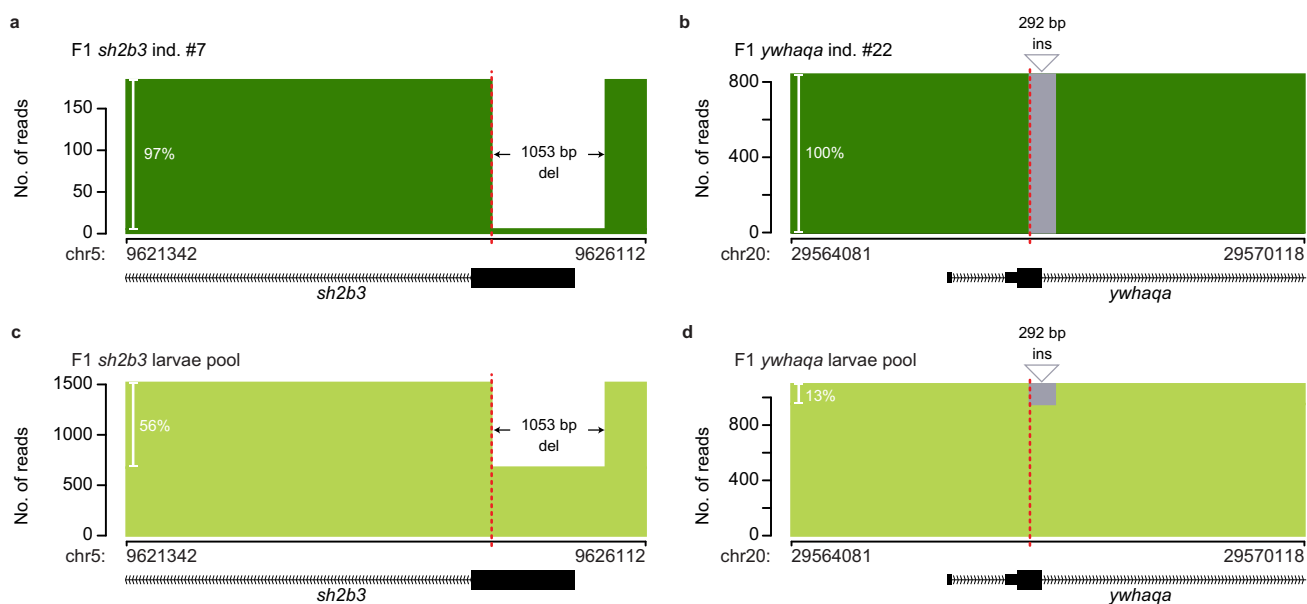 a
F1 sh2b3 ind. #7
No. of reads
150
100
50
0
97%
1053 bp
del
chr5:
9621342
9626112
sh2b3
b
F1 ywhaqa ind. #22
292 bp
ins
No. of reads
800
400
0
100%
chr20:
29564081
29570118
ywhaqa
c
F1 sh2b3 larvae pool
No. of reads
1500
1000
500
0
56%
1053 bp
del
chr5:
9621342
9626112
sh2b3
d
F1 ywhaqa larvae pool
292 bp
ins
No. of reads
800
400
0
13%
chr20:
29564081
29570118
ywhaqa